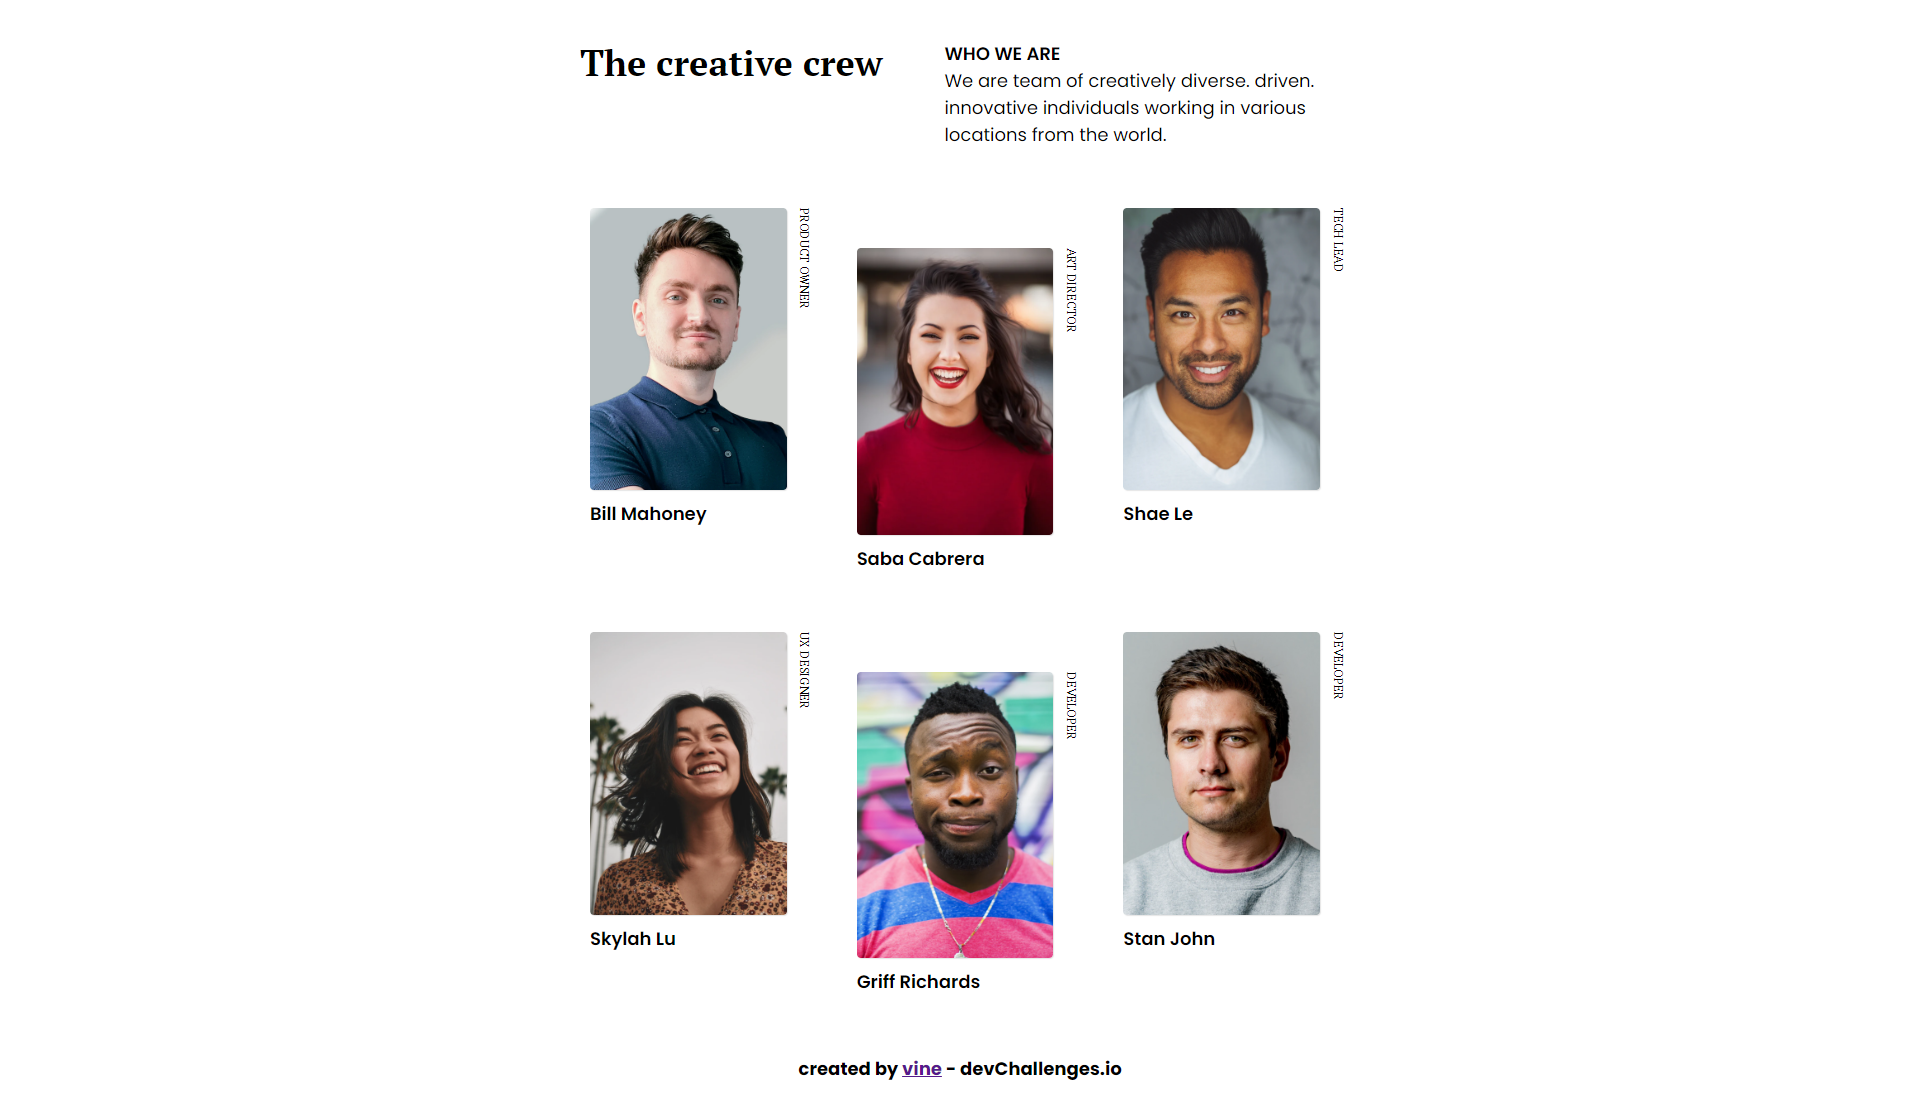 The creative crew
WHO WE ARE
We are team of creatively diverse. driven.
innovative individuals working in various
locations from the world.
PRODUCT OWNER
Bill Mahoney
ART DIRECTOR
Saba Cabrera
TECH LEAD
Shae Le
UX DESIGNER
Skylah Lu
DEVELOPER
Griff Richards
DEVELOPER
Stan John
created by vine - devChallenges.io